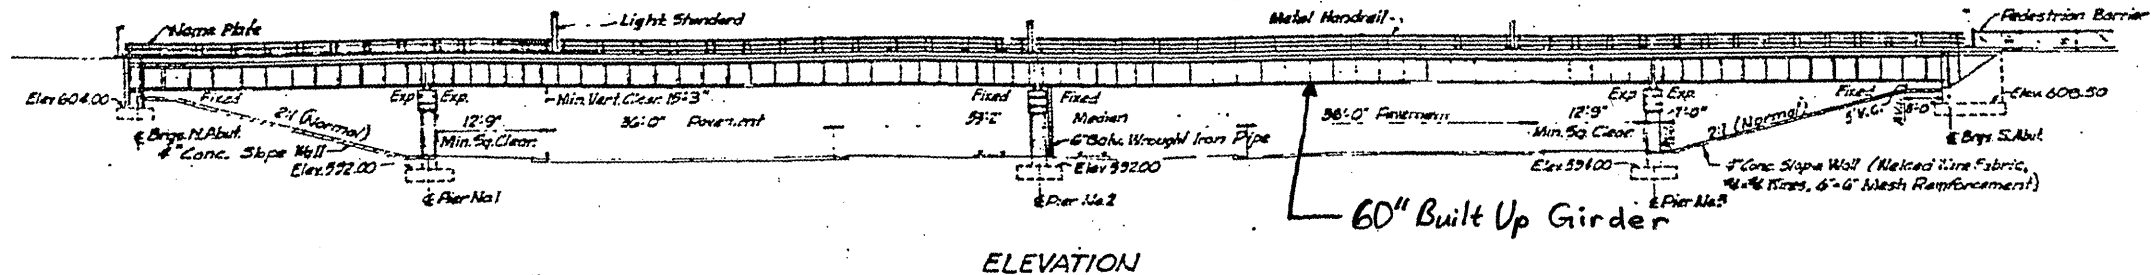 Name Plate
Light Standard
Metal Handrail
Pedestrian Barrier
Elev. 604.00
Fixed
Exp. Exp.
Min. Vert. Clear. 15'-3"
Fixed
Fixed
Exp. Exp.
Fixed
Elev. 608.50
2:1 (Normal)
12'-9"
36'-0" Pavement
Median
36'-0" Pavement
12'-9"
2:1 (Normal)
5' V.C.
℄ Brgs. N. Abut.
Min. Sq. Clear.
6" Galv. Wrought Iron Pipe
Min. Sq. Clear.
℄ Brgs. S. Abut.
4" Conc. Slope Wall
Elev. 592.00
Elev. 592.00
Elev. 591.00
4" Conc. Slope Wall (Welded Wire Fabric,
Wires, 6"-6" Mesh Reinforcement)
℄ Pier No. 1
℄ Pier No. 2
℄ Pier No. 3
60" Built Up Girder
ELEVATION